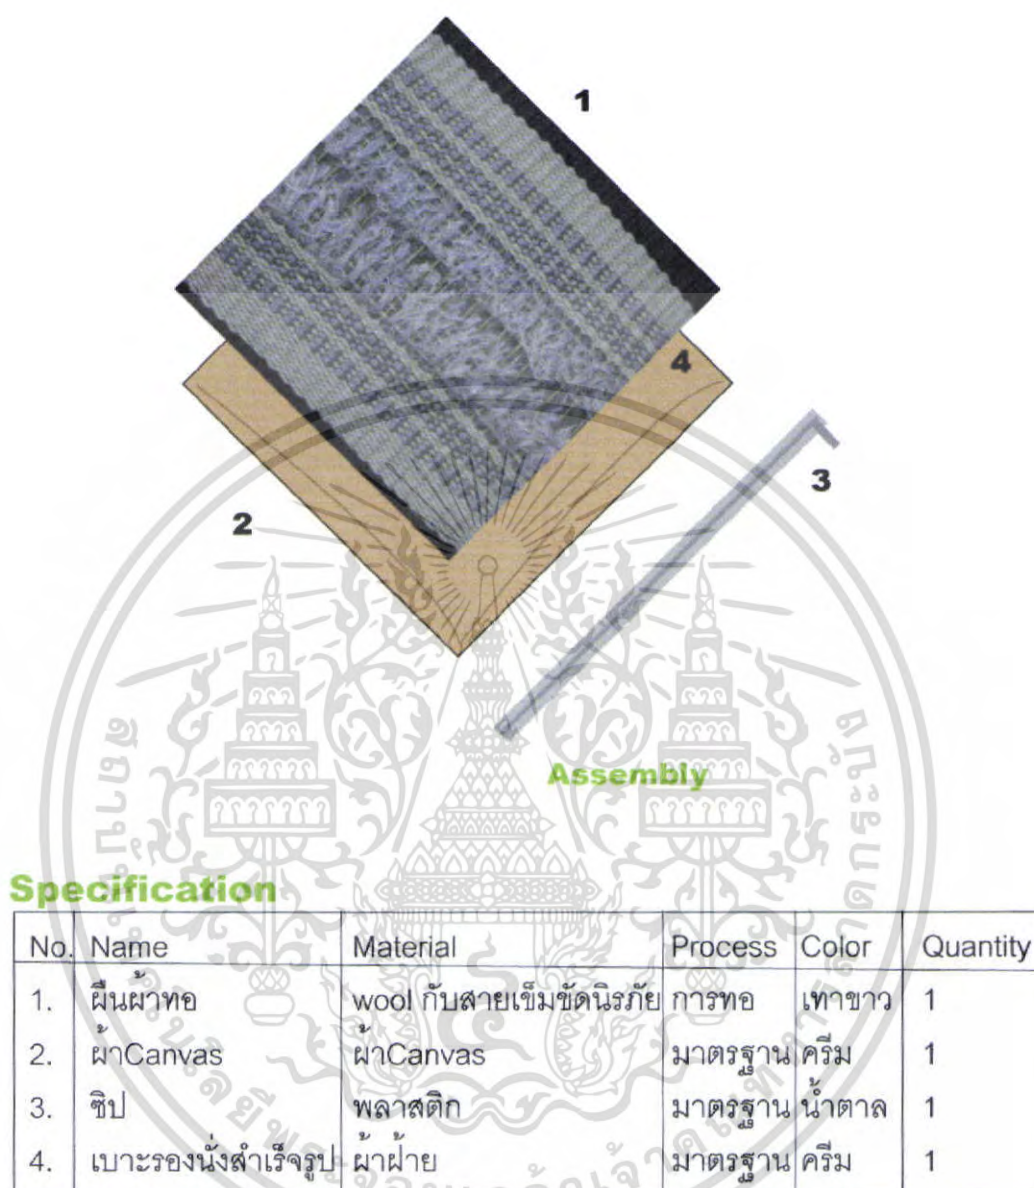 1
4
3
2
Assembly
Specification
No. Name Material Process Color Quantity
1. ผืนผ้าทอ wool กับสายเข็มขัดนิรภัย การทอ เทาขาว 1
2. ผ้าCanvas ผ้าCanvas มาตรฐาน ครีม 1
3. ซิป พลาสติก มาตรฐาน น้ำตาล 1
4. เบาะรองนั่งสำเร็จรูป ผ้าฝ้าย มาตรฐาน ครีม 1